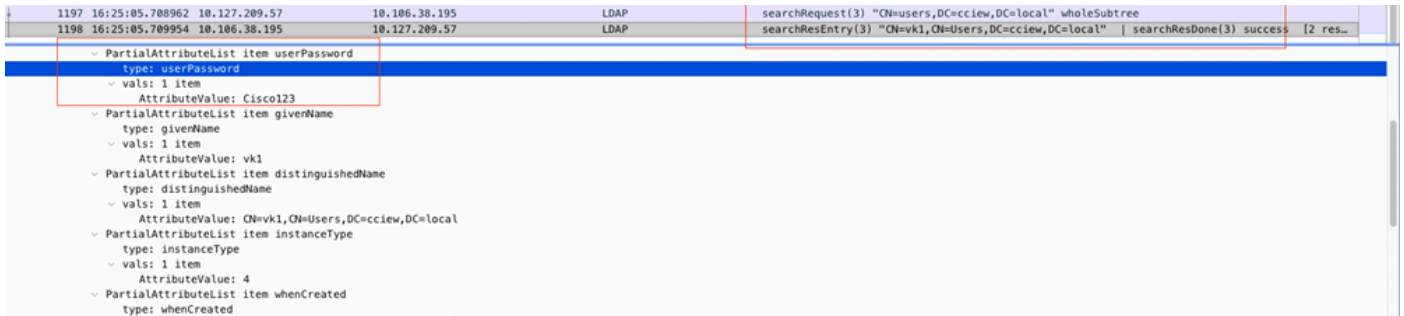 1197 16:25:05.708962 10.127.209.57 10.106.38.195 LDAP searchRequest(3) "CN=users,DC=cciew,DC=local" wholeSubtree
1198 16:25:05.709954 10.106.38.195 10.127.209.57 LDAP searchResEntry(3) "CN=vk1,CN=Users,DC=cciew,DC=local" | searchResDone(3) success [2 res…
PartialAttributeList item userPassword
type: userPassword
vals: 1 item
AttributeValue: Cisco123
PartialAttributeList item givenName
type: givenName
vals: 1 item
AttributeValue: vk1
PartialAttributeList item distinguishedName
type: distinguishedName
vals: 1 item
AttributeValue: CN=vk1,CN=Users,DC=cciew,DC=local
PartialAttributeList item instanceType
type: instanceType
vals: 1 item
AttributeValue: 4
PartialAttributeList item whenCreated
type: whenCreated